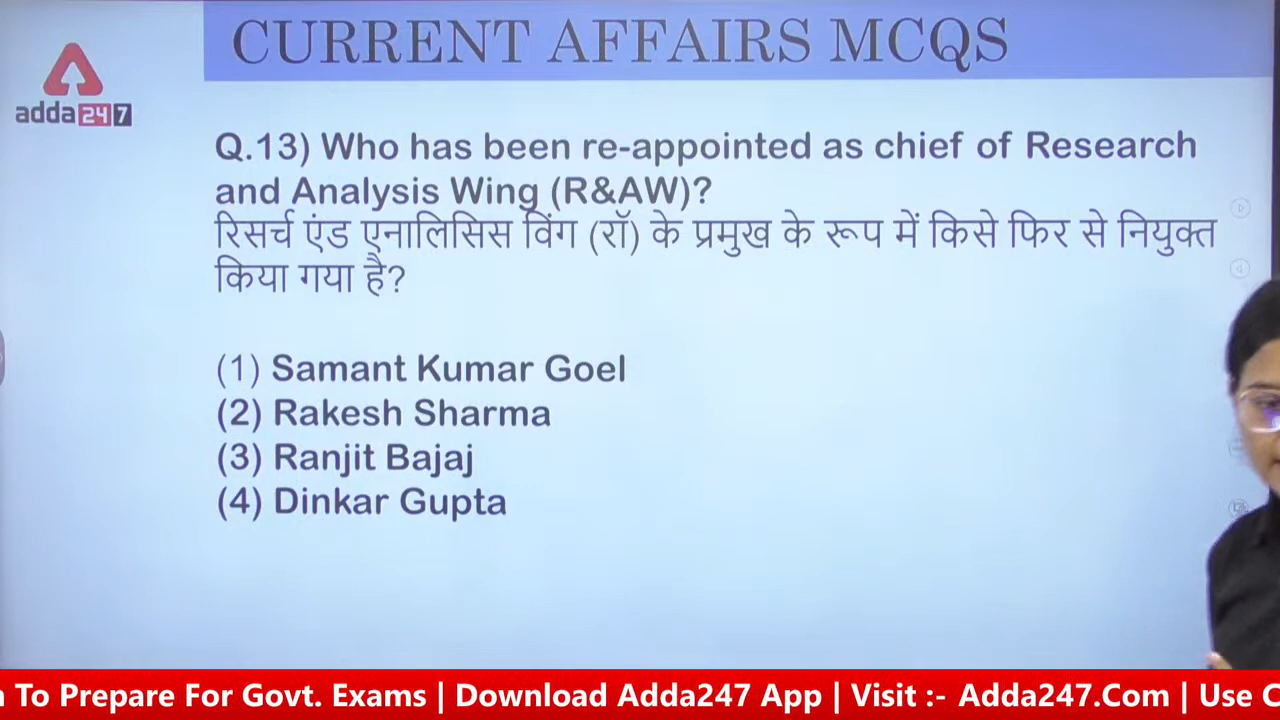 CURRENT AFFAIRS MCQS
adda247
Q.13) Who has been re-appointed as chief of Research
and Analysis Wing (R&AW)?
रिसर्च एंड एनालिसिस विंग (रॉ) के प्रमुख के रूप में किसे फिर से नियुक्त
किया गया है?
(1) Samant Kumar Goel
(2) Rakesh Sharma
(3) Ranjit Bajaj
(4) Dinkar Gupta
To Prepare For Govt. Exams | Download Adda247 App | Visit :- Adda247.Com | Use